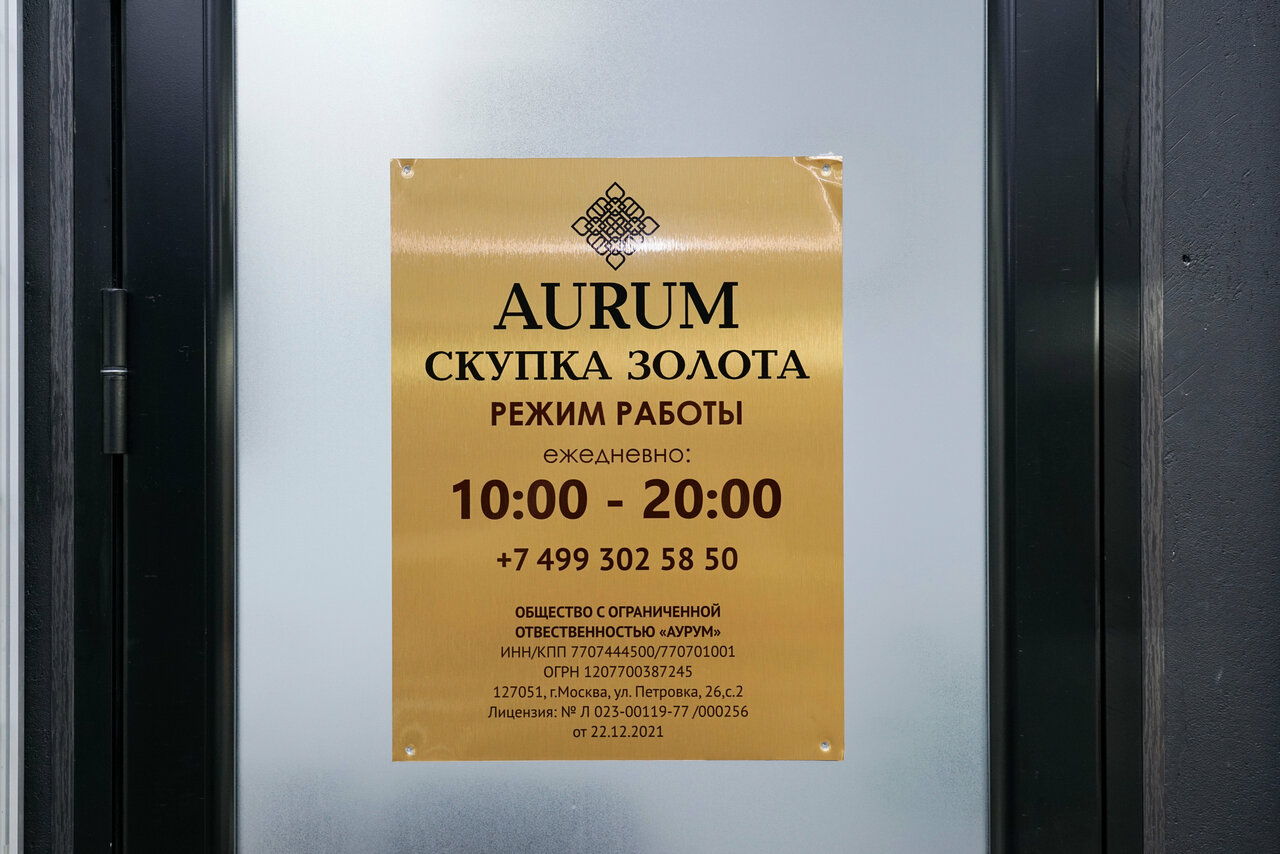 AURUM
СКУПКА ЗОЛОТА
РЕЖИМ РАБОТЫ
ежедневно:
10:00 - 20:00
+7 499 302 58 50
ОБЩЕСТВО С ОГРАНИЧЕННОЙ
ОТВЕСТВЕННОСТЬЮ «АУРУМ»
ИНН/КПП 7707444500/770701001
ОГРН 1207700387245
127051, г.Москва, ул. Петровка, 26,с.2
Лицензия: № Л 023-00119-77 /000256
от 22.12.2021